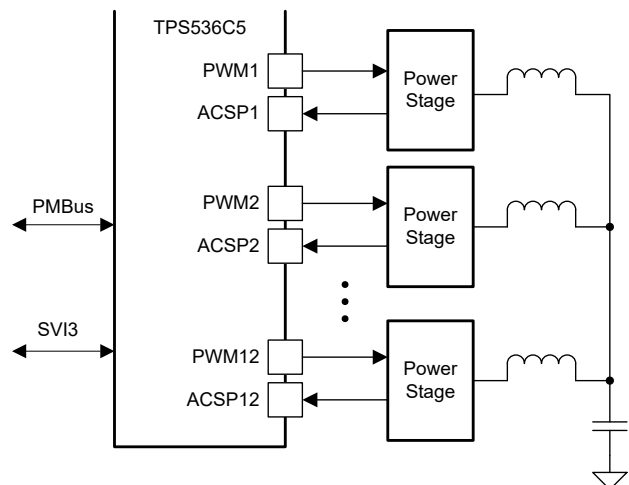 TPS536C5
PWM1
ACSP1
Power
Stage
PMBus
PWM2
ACSP2
Power
Stage
SVI3
PWM12
ACSP12
Power
Stage